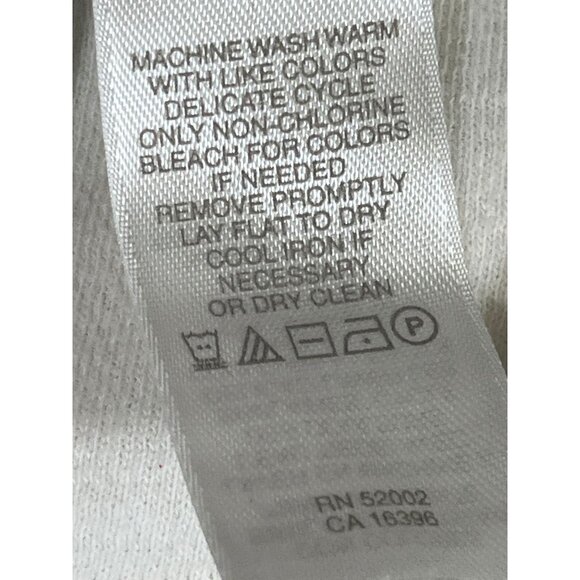 MACHINE WASH WARM
WITH LIKE COLORS
DELICATE CYCLE
ONLY NON-CHLORINE
BLEACH FOR COLORS
IF NEEDED
REMOVE PROMPTLY
LAY FLAT TO DRY
COOL IRON IF
NECESSARY
OR DRY CLEAN
P
RN 52002
CA 16396